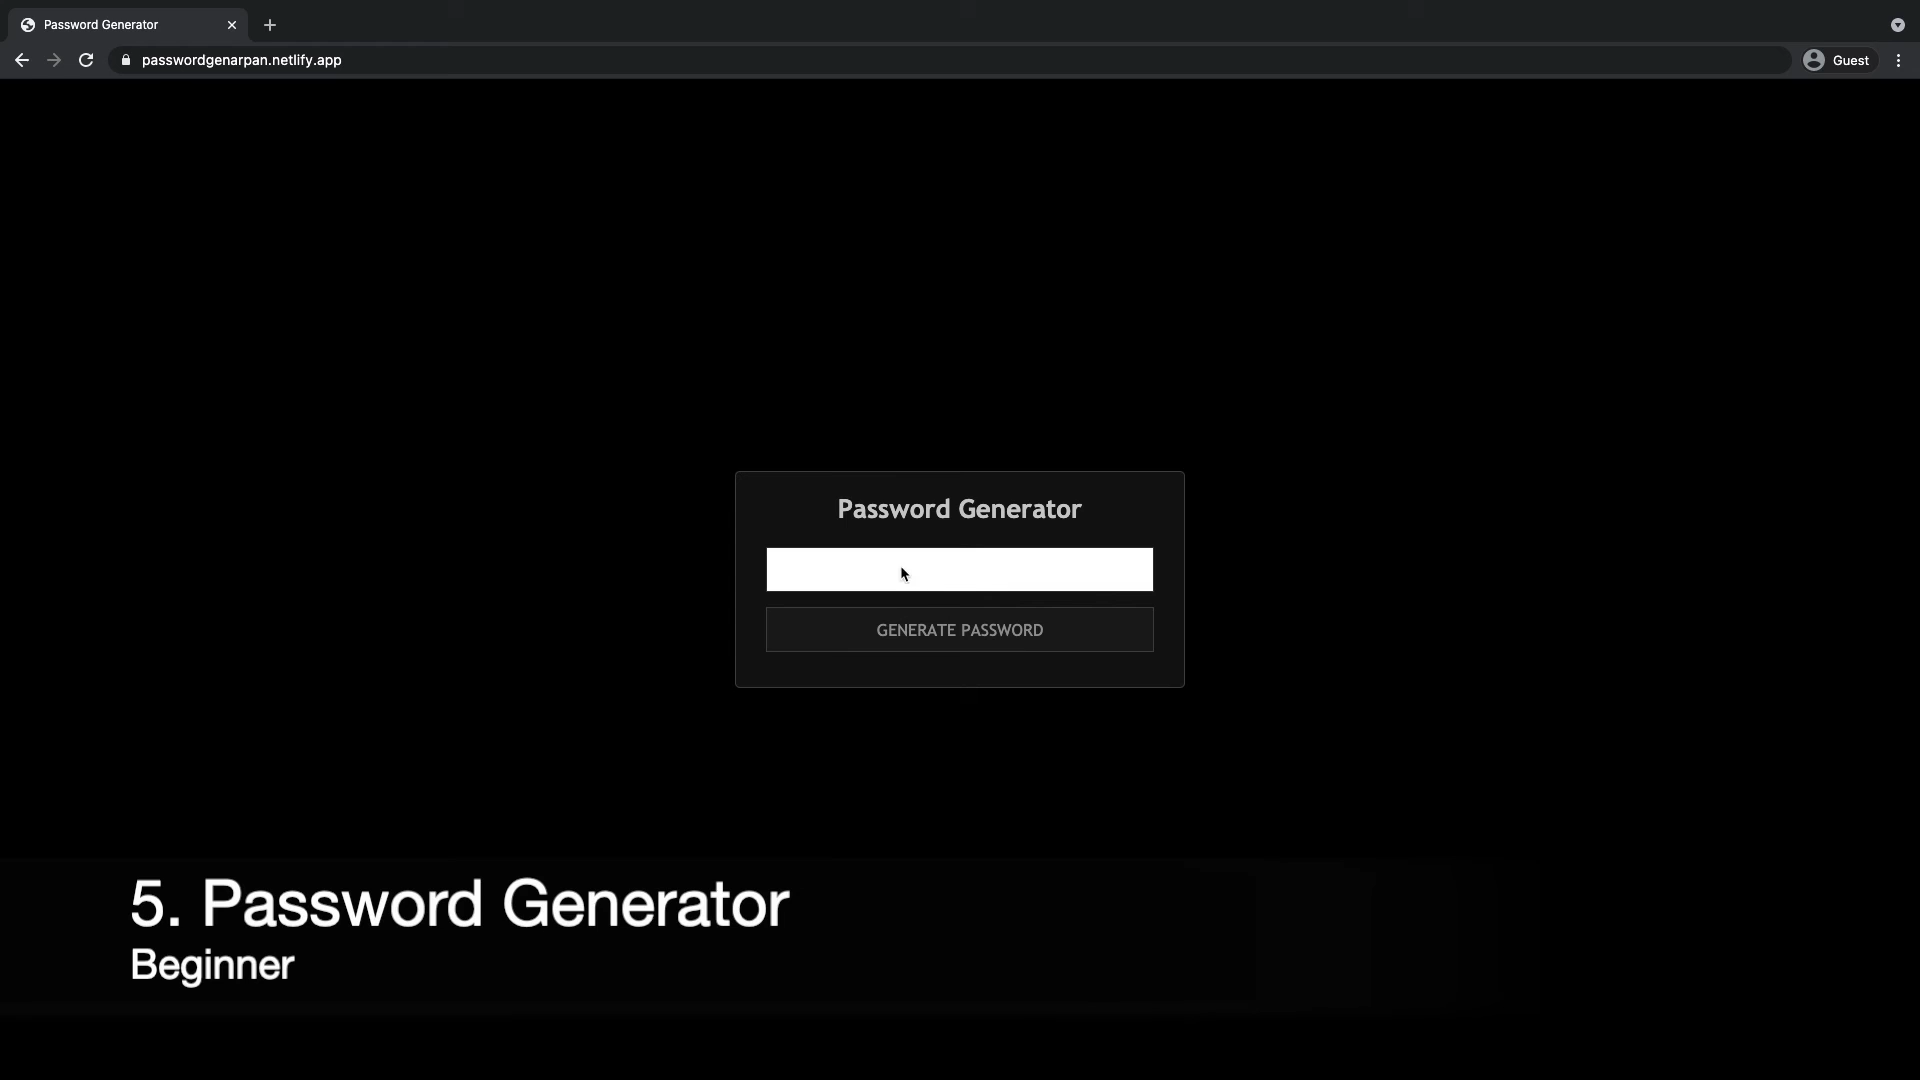 Password Generator
passwordgenarpan.netlify.app
Guest
Password Generator
GENERATE PASSWORD
5. Password Generator
Beginner